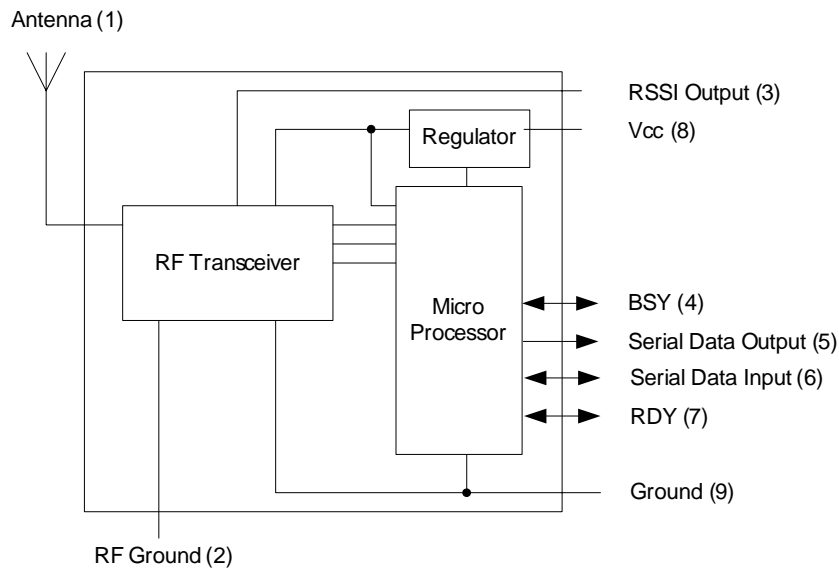 Antenna (1)
RSSI Output (3)
Regulator
Vcc (8)
RF Transceiver
Micro
Processor
BSY (4)
Serial Data Output (5)
Serial Data Input (6)
RDY (7)
Ground (9)
RF Ground (2)